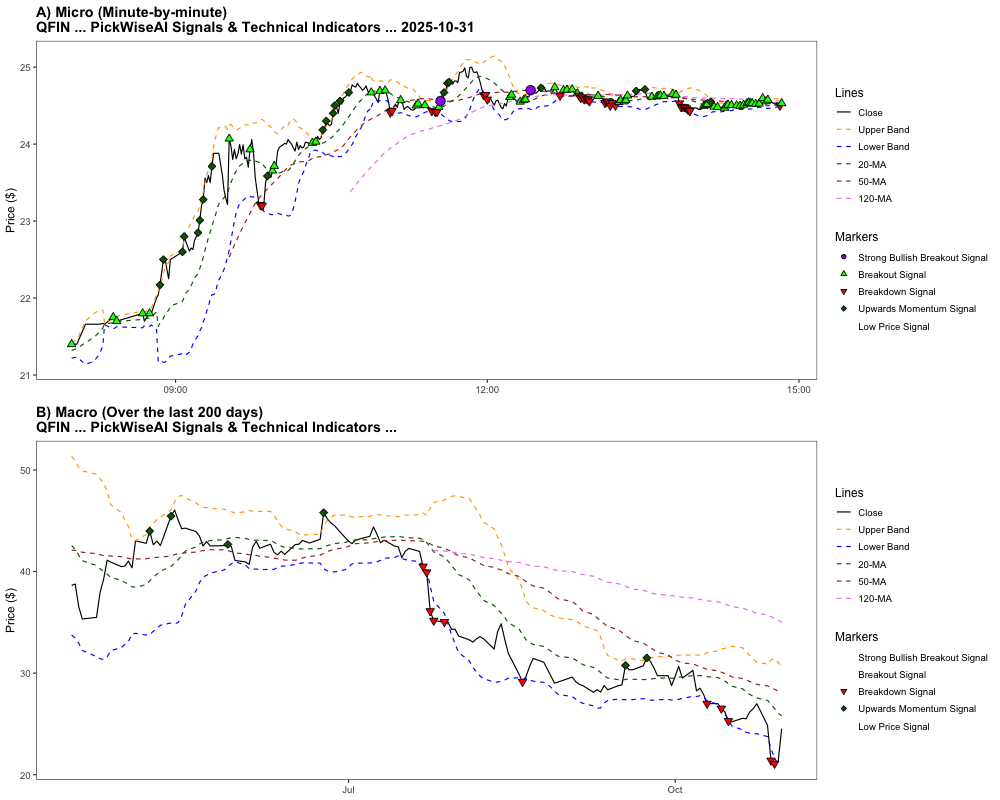 A) Micro (Minute-by-minute)
QFIN ... PickWiseAI Signals & Technical Indicators ... 2025-10-31
25
24
23
22
21
Price ($)
09:00
12:00
15:00
Lines
Close
Upper Band
Lower Band
20-MA
50-MA
120-MA
Markers
Strong Bullish Breakout Signal
Breakout Signal
Breakdown Signal
Upwards Momentum Signal
Low Price Signal
B) Macro (Over the last 200 days)
QFIN ... PickWiseAI Signals & Technical Indicators ...
50
40
30
20
Price ($)
Jul
Oct
Lines
Close
Upper Band
Lower Band
20-MA
50-MA
120-MA
Markers
Strong Bullish Breakout Signal
Breakout Signal
Breakdown Signal
Upwards Momentum Signal
Low Price Signal